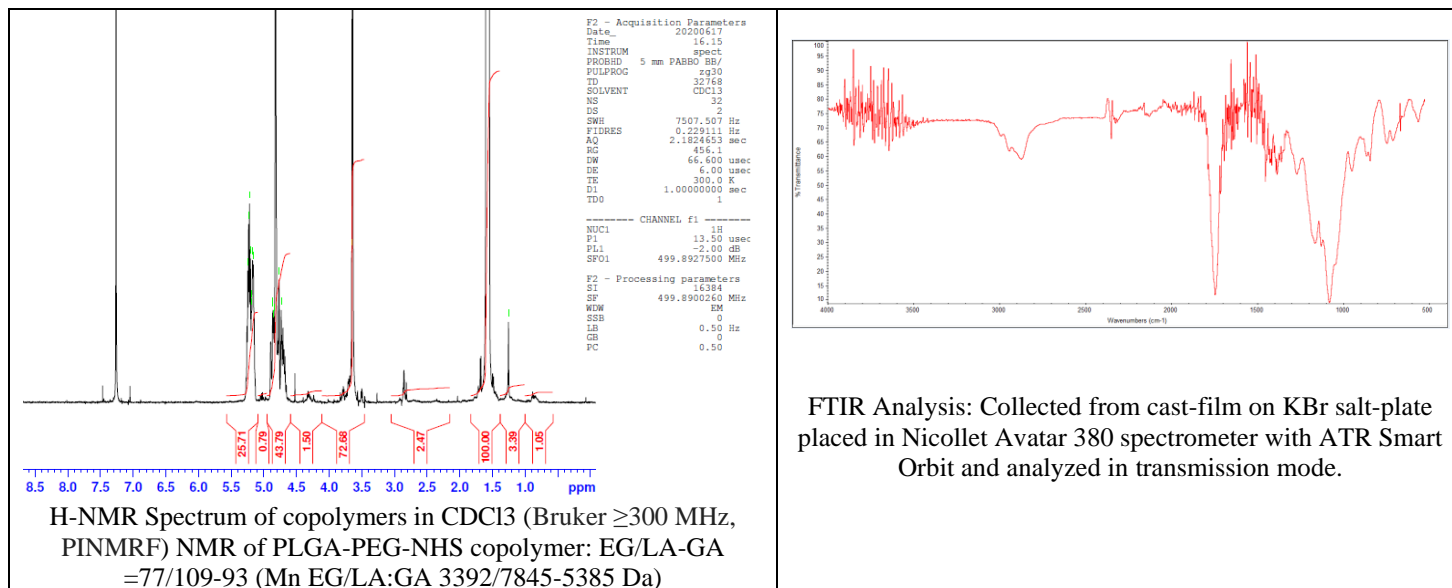 F2 - Acquisition Parameters
Date_ 20200617
Time 16.15
INSTRUM spect
PROBHD 5 mm PABBO BB/
PULPROG zg30
TD 32768
SOLVENT CDCl3
NS 32
DS 2
SWH 7507.507 Hz
FIDRES 0.229111 Hz
AQ 2.1824653 sec
RG 456.1
DW 66.600 usec
DE 6.00 usec
TE 300.0 K
D1 1.00000000 sec
TD0 1
======== CHANNEL f1 ========
NUC1 1H
P1 13.50 usec
PL1 -2.00 dB
SFO1 499.8927500 MHz
F2 - Processing parameters
SI 16384
SF 499.8900260 MHz
WDW EM
SSB 0
LB 0.50 Hz
GB 0
PC 0.50
25.71 0.79 43.79 1.50 72.68 2.47 100.00 3.39 1.05
8.5 8.0 7.5 7.0 6.5 6.0 5.5 5.0 4.5 4.0 3.5 3.0 2.5 2.0 1.5 1.0 ppm
H-NMR Spectrum of copolymers in CDCl3 (Bruker ≥300 MHz,
PINMRF) NMR of PLGA-PEG-NHS copolymer: EG/LA-GA
=77/109-93 (Mn EG/LA:GA 3392/7845-5385 Da)
100
95
90
85
80
75
70
65
60
55
50
45
40
35
30
25
20
15
10
% Transmittance
4000 3500 3000 2500 2000 1500 1000 500
Wavenumbers (cm-1)
FTIR Analysis: Collected from cast-film on KBr salt-plate
placed in Nicollet Avatar 380 spectrometer with ATR Smart
Orbit and analyzed in transmission mode.